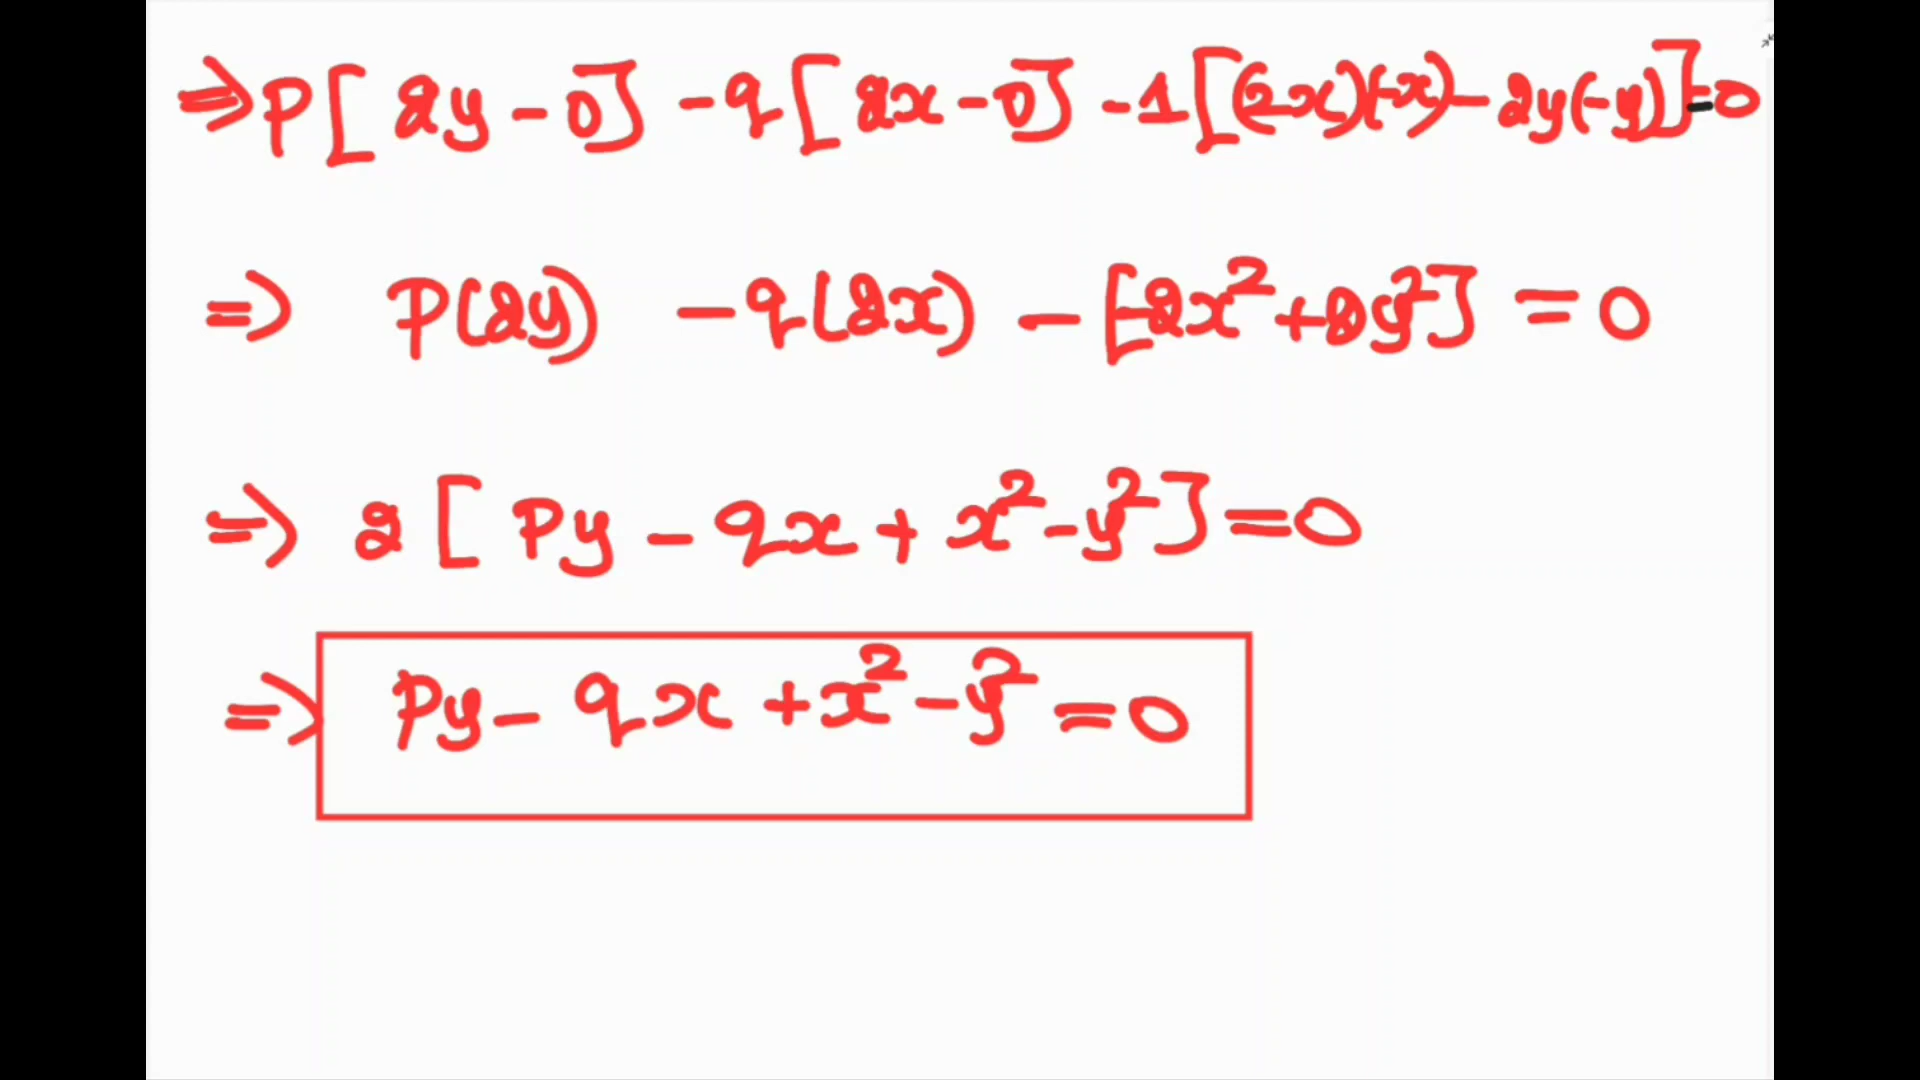 ⇒ P[2y - 0] - q[2x - 0] - 1[(2x)(-x) - 2y(-y)] = 0
⇒ P(2y) - q(2x) - [-2x² + 2y²] = 0
⇒ 2[Py - qx + x² - y²] = 0
⇒ Py - qx + x² - y² = 0